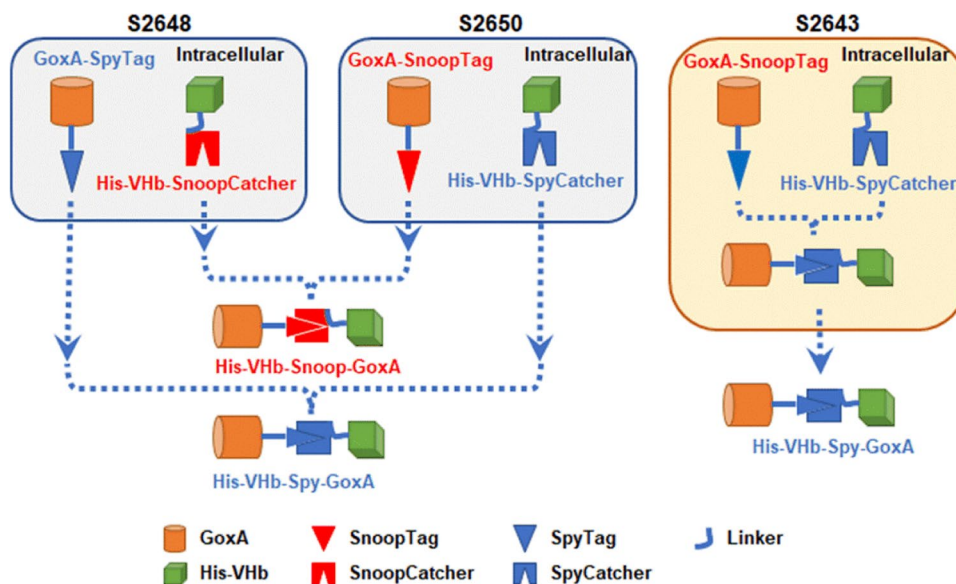 S2648
S2650
S2643
GoxA-SpyTag
Intracellular
GoxA-SnoopTag
Intracellular
GoxA-SnoopTag
Intracellular
His-VHb-SnoopCatcher
His-VHb-SpyCatcher
His-VHb-SpyCatcher
His-VHb-Snoop-GoxA
His-VHb-Spy-GoxA
His-VHb-Spy-GoxA
GoxA
SnoopTag
SpyTag
Linker
His-VHb
SnoopCatcher
SpyCatcher